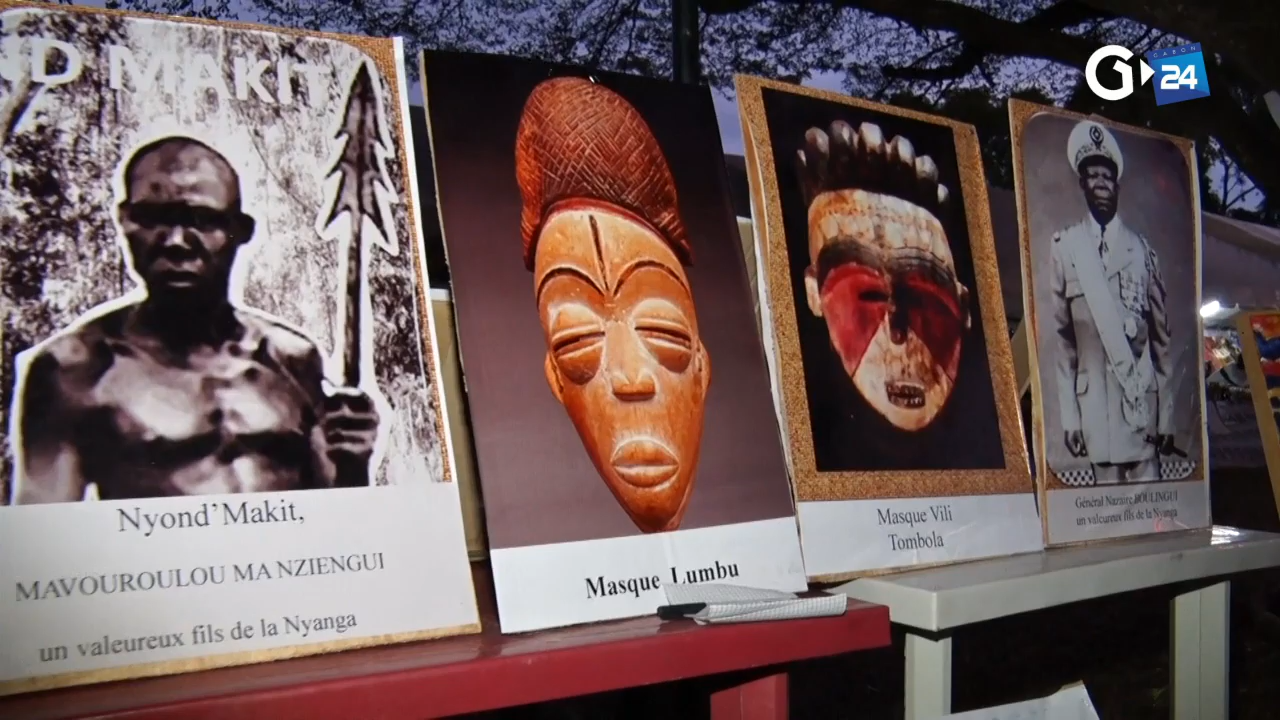 D MAKIT
Nyond'Makit,
MAVOUROULOU MA NZIENGUI
un valeureux fils de la Nyanga
Masque Lumbu
Masque Vili
Tombola
Général Nazaire BOULINGUI
un valeureux fils de la Nyanga
G
GABON
24